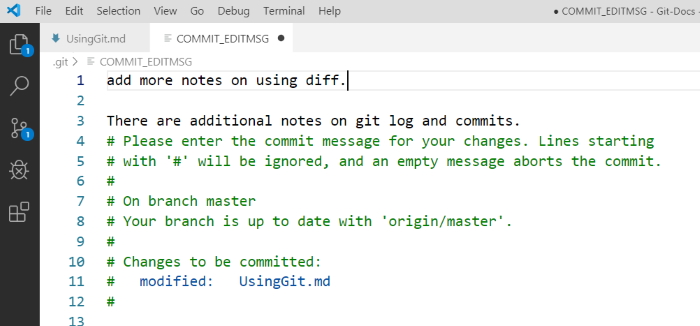 File Edit Selection View Go Debug Terminal Help ● COMMIT_EDITMSG - Git-Docs -
UsingGit.md COMMIT_EDITMSG ●
.git > COMMIT_EDITMSG
1 add more notes on using diff.
2
3 There are additional notes on git log and commits.
4 # Please enter the commit message for your changes. Lines starting
5 # with '#' will be ignored, and an empty message aborts the commit.
6 #
7 # On branch master
8 # Your branch is up to date with 'origin/master'.
9 #
10 # Changes to be committed:
11 #   modified:   UsingGit.md
12 #
13
1
1